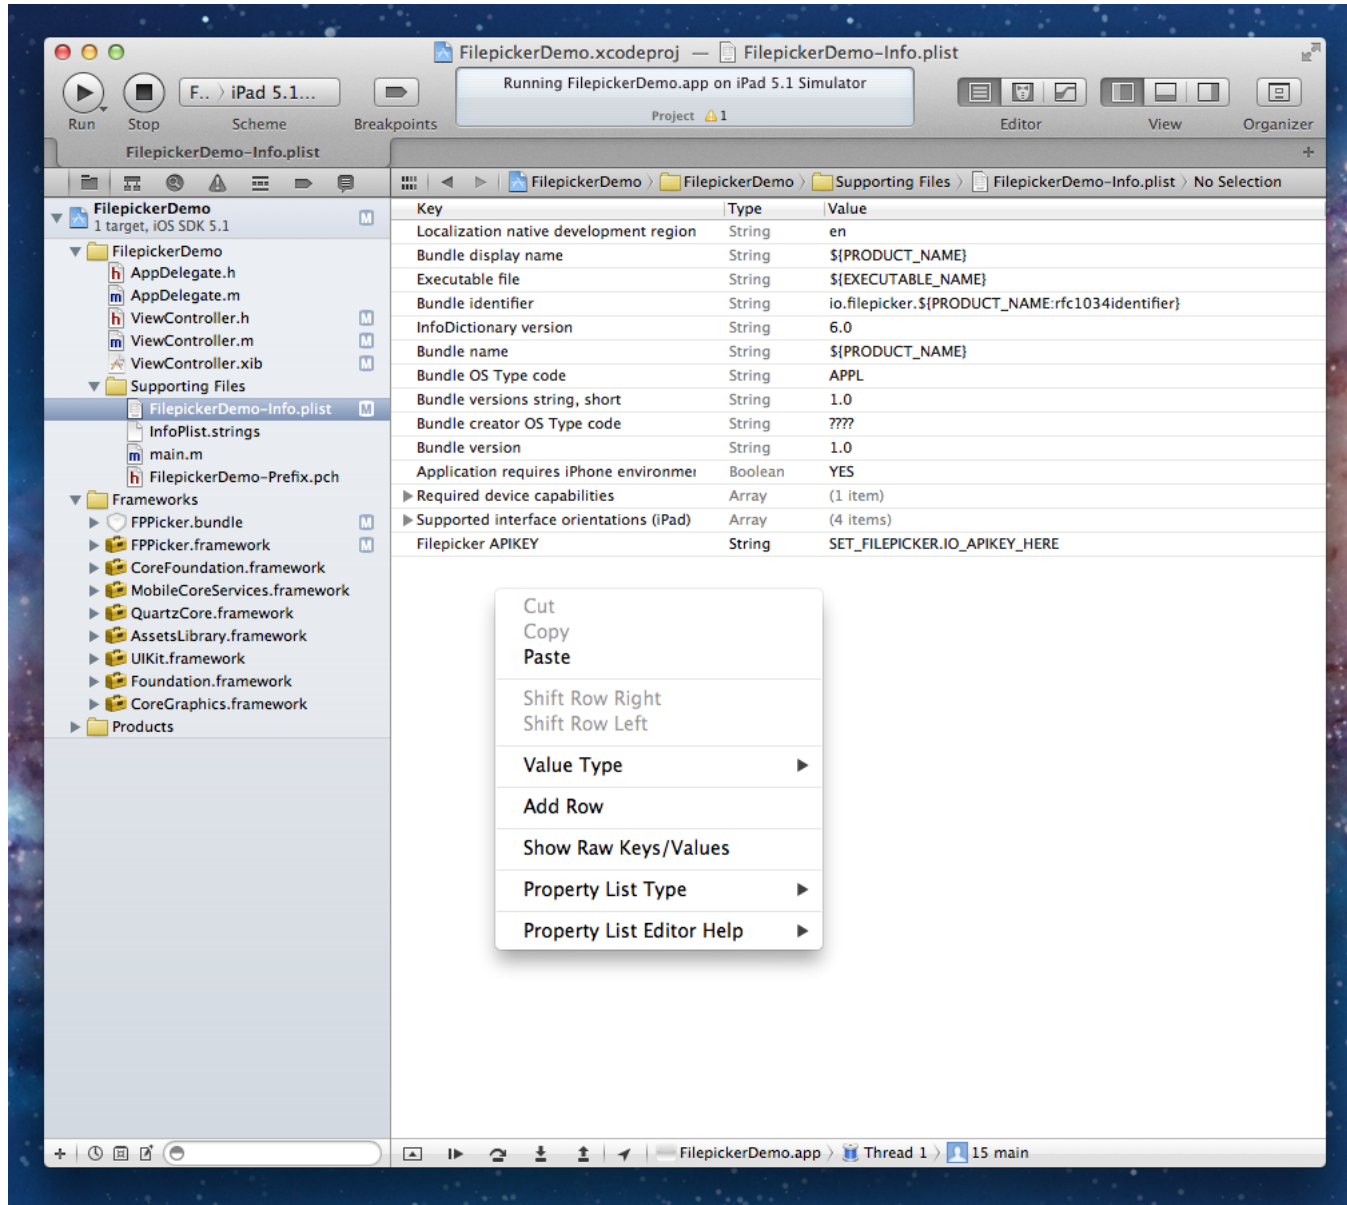 FilepickerDemo.xcodeproj — FilepickerDemo-Info.plist
F.. › iPad 5.1...
Running FilepickerDemo.app on iPad 5.1 Simulator
Project 1
Run Stop Scheme Breakpoints Editor View Organizer
FilepickerDemo-Info.plist +
FilepickerDemo › FilepickerDemo › Supporting Files › FilepickerDemo-Info.plist › No Selection
FilepickerDemo M
1 target, iOS SDK 5.1
FilepickerDemo
h AppDelegate.h
m AppDelegate.m
h ViewController.h M
m ViewController.m M
ViewController.xib M
Supporting Files
FilepickerDemo-Info.plist M
InfoPlist.strings
m main.m
h FilepickerDemo-Prefix.pch
Frameworks
FPPicker.bundle M
FPPicker.framework M
CoreFoundation.framework
MobileCoreServices.framework
QuartzCore.framework
AssetsLibrary.framework
UIKit.framework
Foundation.framework
CoreGraphics.framework
Products
Key Type Value
Localization native development region String en
Bundle display name String ${PRODUCT_NAME}
Executable file String ${EXECUTABLE_NAME}
Bundle identifier String io.filepicker.${PRODUCT_NAME:rfc1034identifier}
InfoDictionary version String 6.0
Bundle name String ${PRODUCT_NAME}
Bundle OS Type code String APPL
Bundle versions string, short String 1.0
Bundle creator OS Type code String ????
Bundle version String 1.0
Application requires iPhone environmer Boolean YES
Required device capabilities Array (1 item)
Supported interface orientations (iPad) Array (4 items)
Filepicker APIKEY String SET_FILEPICKER.IO_APIKEY_HERE
Cut
Copy
Paste
Shift Row Right
Shift Row Left
Value Type
Add Row
Show Raw Keys/Values
Property List Type
Property List Editor Help
+
FilepickerDemo.app › Thread 1 › 15 main